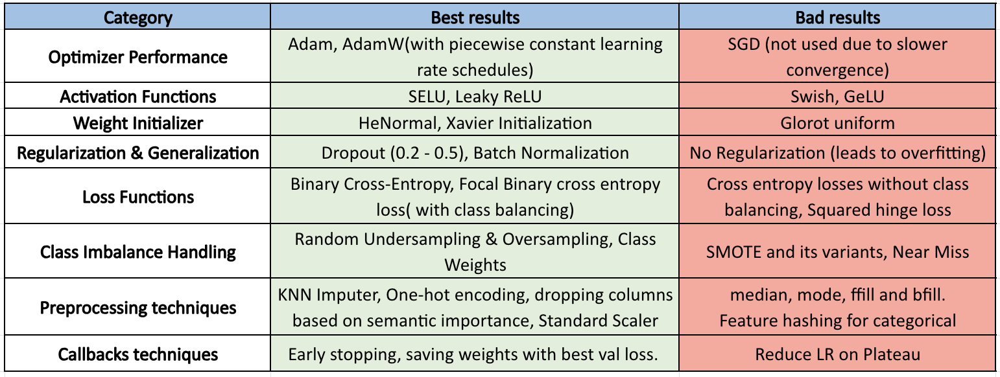 Category
Best results
Bad results
Optimizer Performance
Adam, AdamW(with piecewise constant learning
rate schedules)
SGD (not used due to slower
convergence)
Activation Functions
SELU, Leaky ReLU
Swish, GeLU
Weight Initializer
HeNormal, Xavier Initialization
Glorot uniform
Regularization & Generalization
Dropout (0.2 - 0.5), Batch Normalization
No Regularization (leads to overfitting)
Loss Functions
Binary Cross-Entropy, Focal Binary cross entropy
loss( with class balancing)
Cross entropy losses without class
balancing, Squared hinge loss
Class Imbalance Handling
Random Undersampling & Oversampling, Class
Weights
SMOTE and its variants, Near Miss
Preprocessing techniques
KNN Imputer, One-hot encoding, dropping columns
based on semantic importance, Standard Scaler
median, mode, ffill and bfill.
Feature hashing for categorical
Callbacks techniques
Early stopping, saving weights with best val loss.
Reduce LR on Plateau